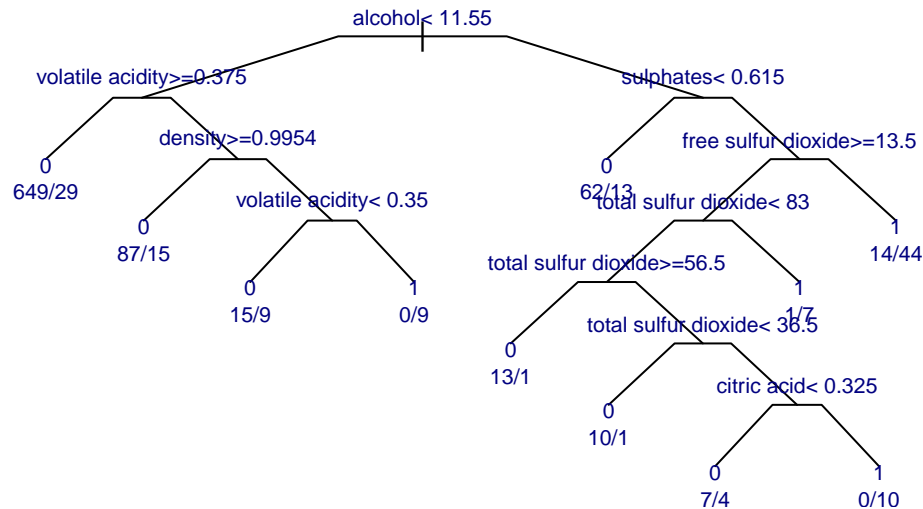 alcohol< 11.55
volatile acidity>=0.375
sulphates< 0.615
density>=0.9954
free sulfur dioxide>=13.5
0
649/29
0
62/13
volatile acidity< 0.35
total sulfur dioxide< 83
0
87/15
1
14/44
total sulfur dioxide>=56.5
0
15/9
1
0/9
1
1/7
total sulfur dioxide< 36.5
0
13/1
citric acid< 0.325
0
10/1
0
7/4
1
0/10